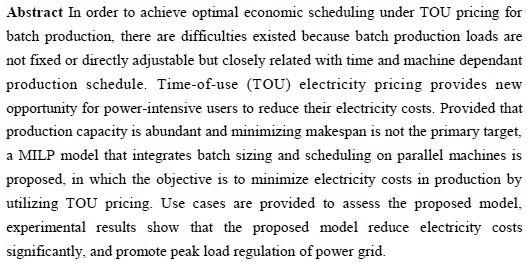 Abstract In order to achieve optimal economic scheduling under TOU pricing for
batch production, there are difficulties existed because batch production loads are
not fixed or directly adjustable but closely related with time and machine dependant
production schedule. Time-of-use (TOU) electricity pricing provides new
opportunity for power-intensive users to reduce their electricity costs. Provided that
production capacity is abundant and minimizing makespan is not the primary target,
a MILP model that integrates batch sizing and scheduling on parallel machines is
proposed, in which the objective is to minimize electricity costs in production by
utilizing TOU pricing. Use cases are provided to assess the proposed model,
experimental results show that the proposed model reduce electricity costs
significantly, and promote peak load regulation of power grid.